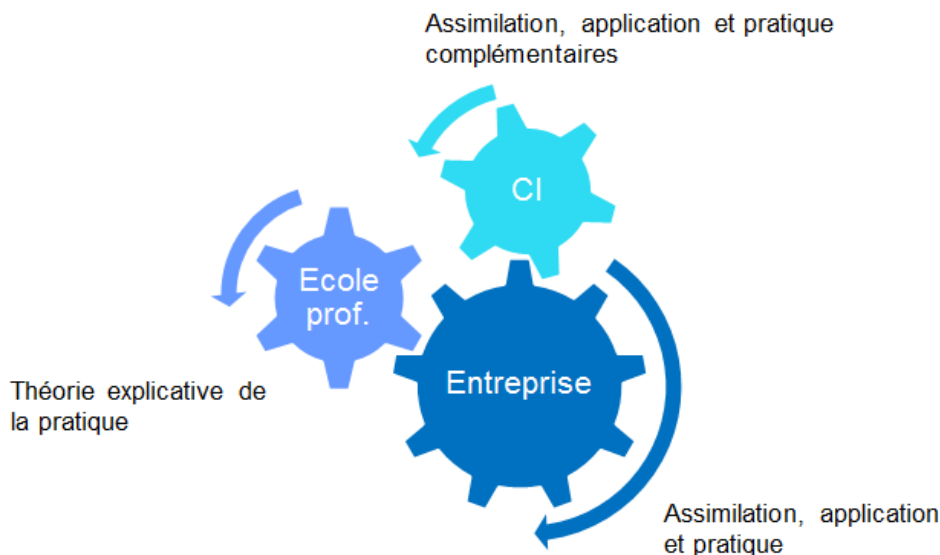 Assimilation, application et pratique
complémentaires
CI
Ecole
prof.
Entreprise
Théorie explicative de
la pratique
Assimilation, application
et pratique